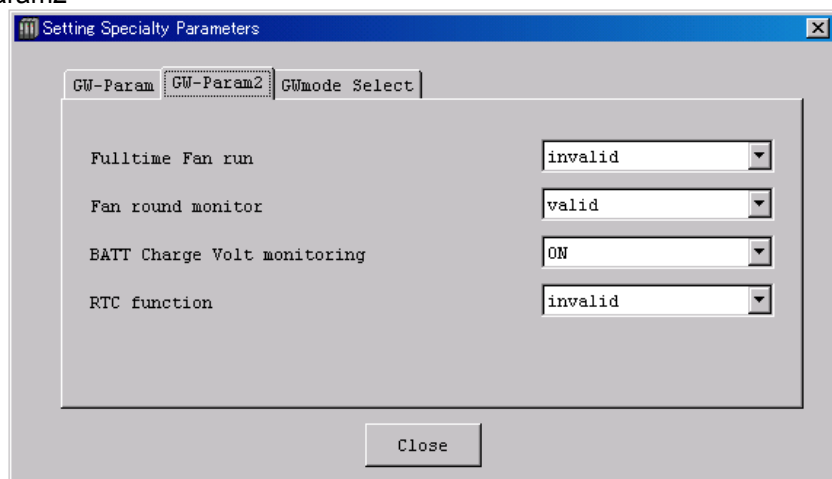 Setting Specialty Parameters
GW-Param GW-Param2 GWmode Select
Fulltime Fan run invalid
Fan round monitor valid
BATT Charge Volt monitoring ON
RTC function invalid
Close